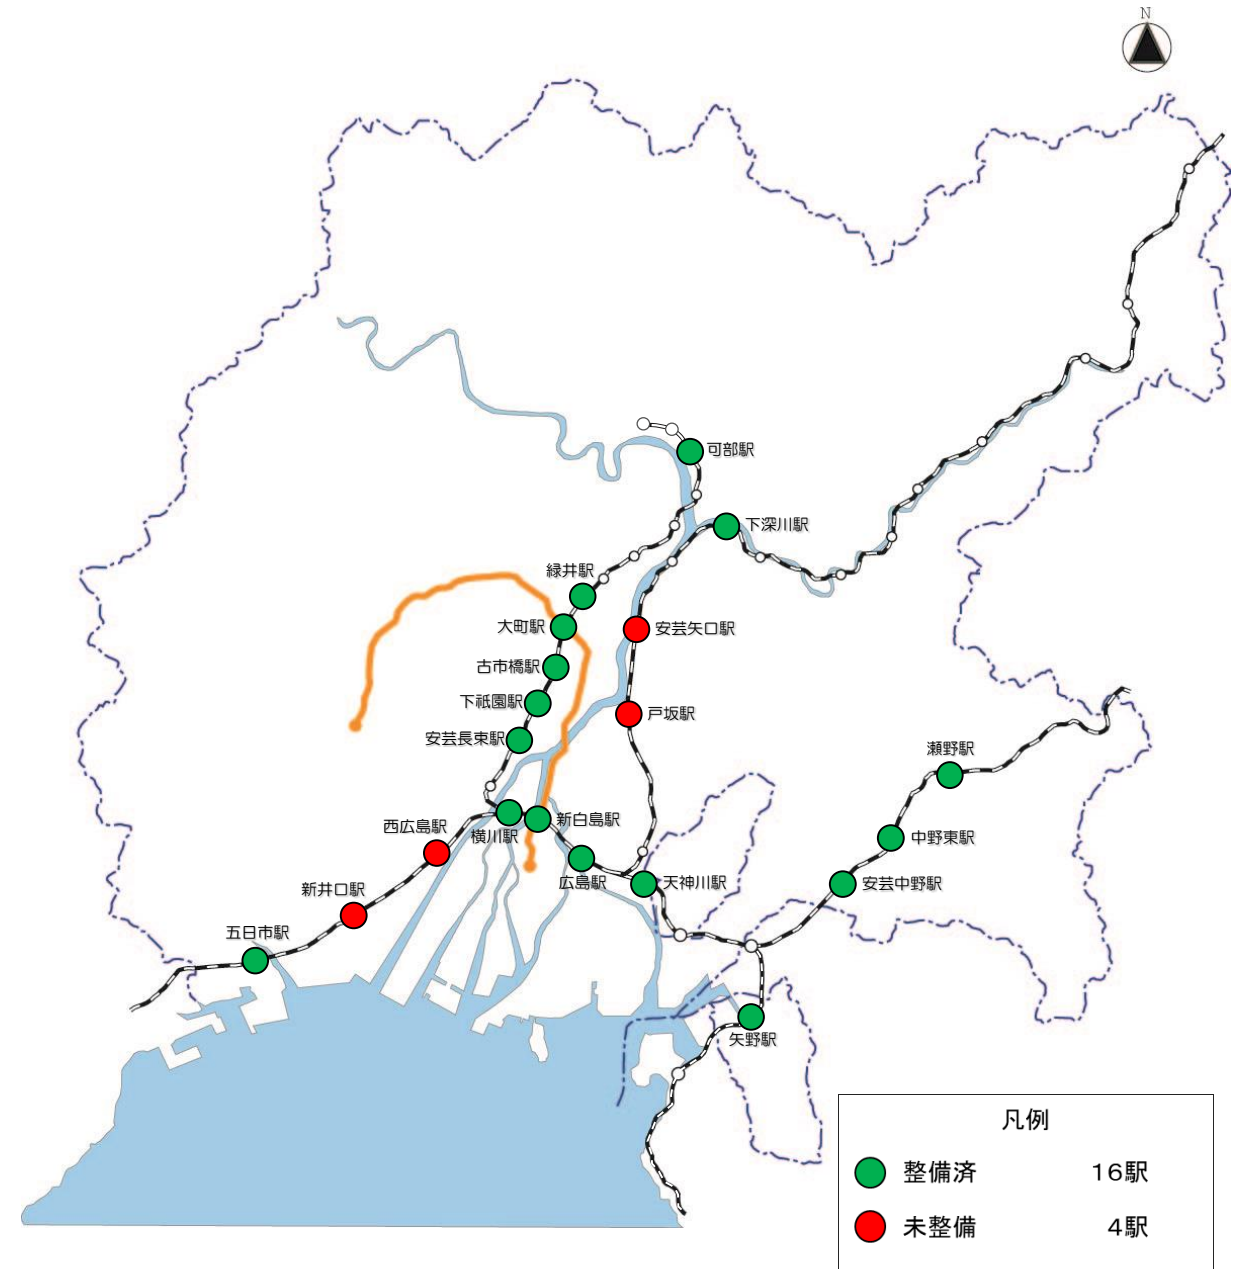 N
可部駅
下深川駅
緑井駅
大町駅
安芸矢口駅
古市橋駅
下祇園駅
戸坂駅
安芸長束駅
瀬野駅
西広島駅
横川駅
新白島駅
中野東駅
広島駅
天神川駅
安芸中野駅
新井口駅
五日市駅
矢野駅
凡例
整備済 16駅
未整備 4駅